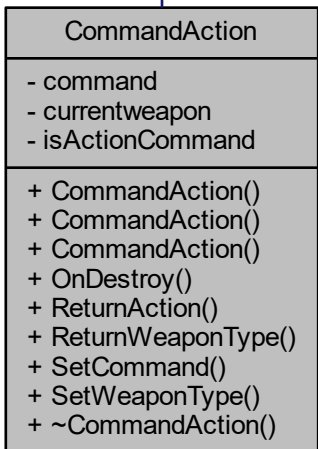 CommandAction
- command
- currentweapon
- isActionCommand
+ CommandAction()
+ CommandAction()
+ CommandAction()
+ OnDestroy()
+ ReturnAction()
+ ReturnWeaponType()
+ SetCommand()
+ SetWeaponType()
+ ~CommandAction()